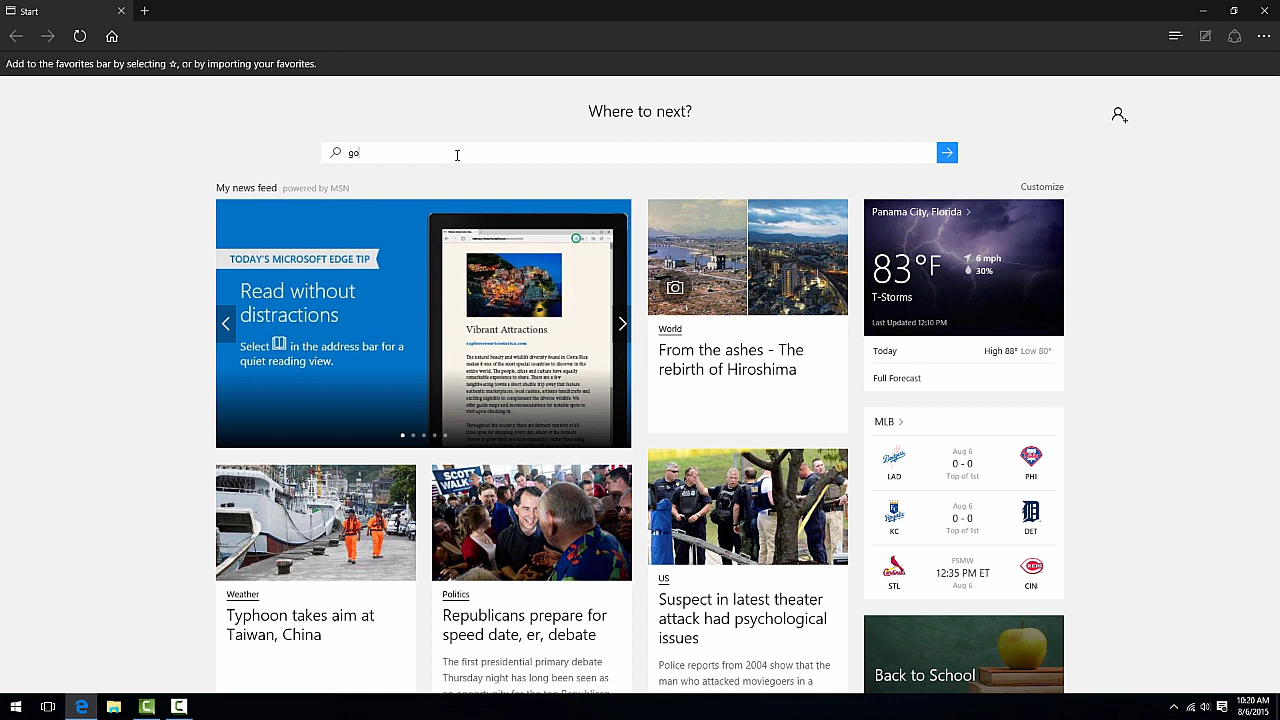 Start
Add to the favorites bar by selecting ☆, or by importing your favorites.
Where to next?
go
My news feed powered by MSN
Customize
TODAY'S MICROSOFT EDGE TIP
Read without
distractions
Select in the address bar for a
quiet reading view.
Vibrant Attractions
World
From the ashes - The
rebirth of Hiroshima
Panama City, Florida >
83°F
6 mph
30%
T-Storms
Last Updated 12:10 PM
Today High 88° Low 80°
Full Forecast
MLB >
Aug 6
0 - 0
LAD Top of 1st PHI
Aug 6
0 - 0
KC Top of 1st DET
FSMW
12:35 PM ET
STL Aug 6 CIN
SCOTT
WALK
Weather
Typhoon takes aim at
Taiwan, China
Politics
Republicans prepare for
speed date, er, debate
The first presidential primary debate
Thursday night has long been seen as
US
Suspect in latest theater
attack had psychological
issues
Police reports from 2004 show that the
man who attacked moviegoers in a
Back to School
10:20 AM
8/6/2015